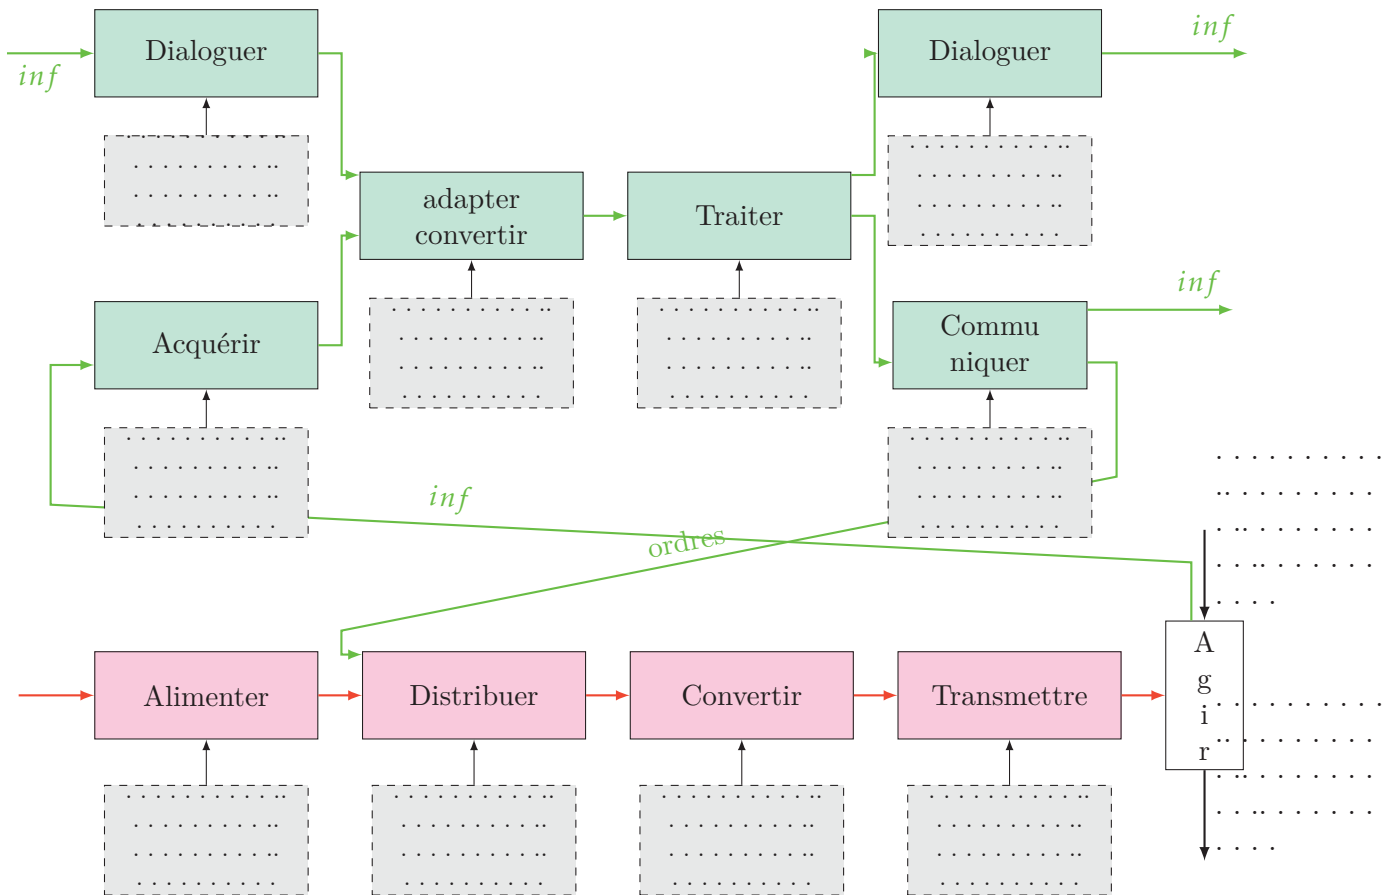 Dialoguer
Dialoguer
inf
inf
adapter
convertir
Traiter
Acquérir
inf
Commu
niquer
inf
ordres
Alimenter
Distribuer
Convertir
Transmettre
A
g
i
r